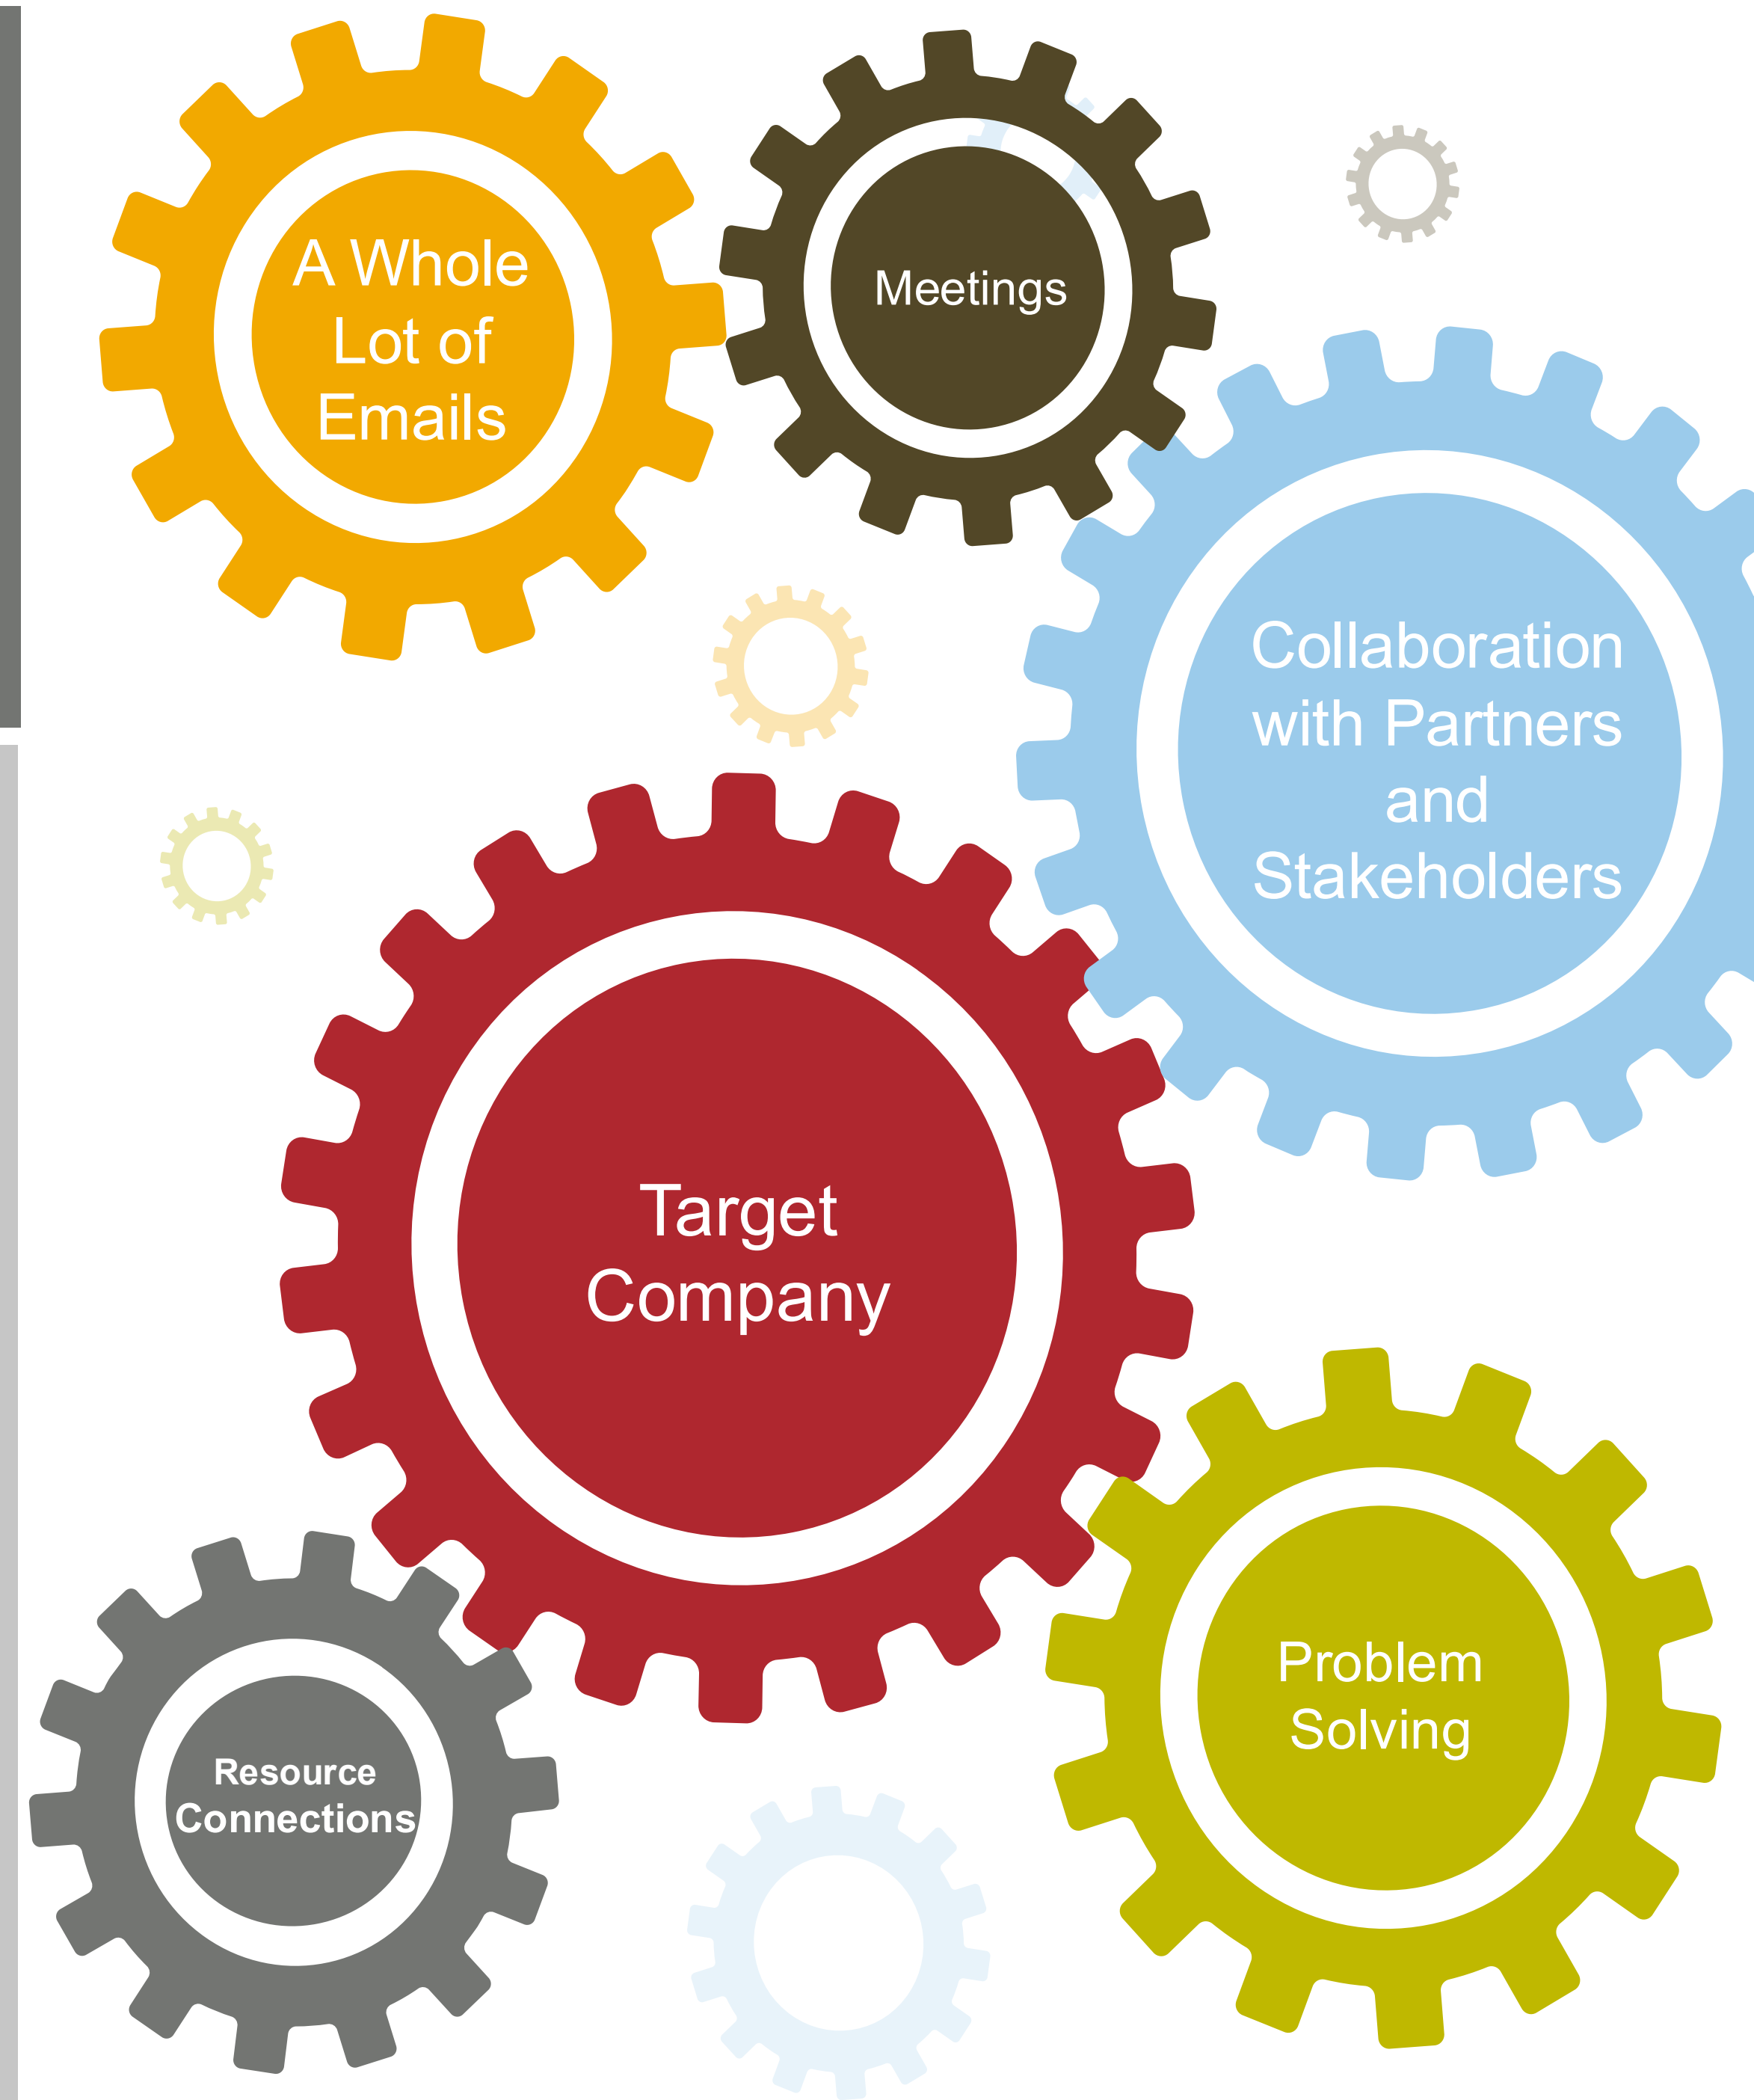 A Whole
Lot of
Emails
Meetings
Collaboration
with Partners
and
Stakeholders
Target
Company
Problem
Solving
Resource
Connections